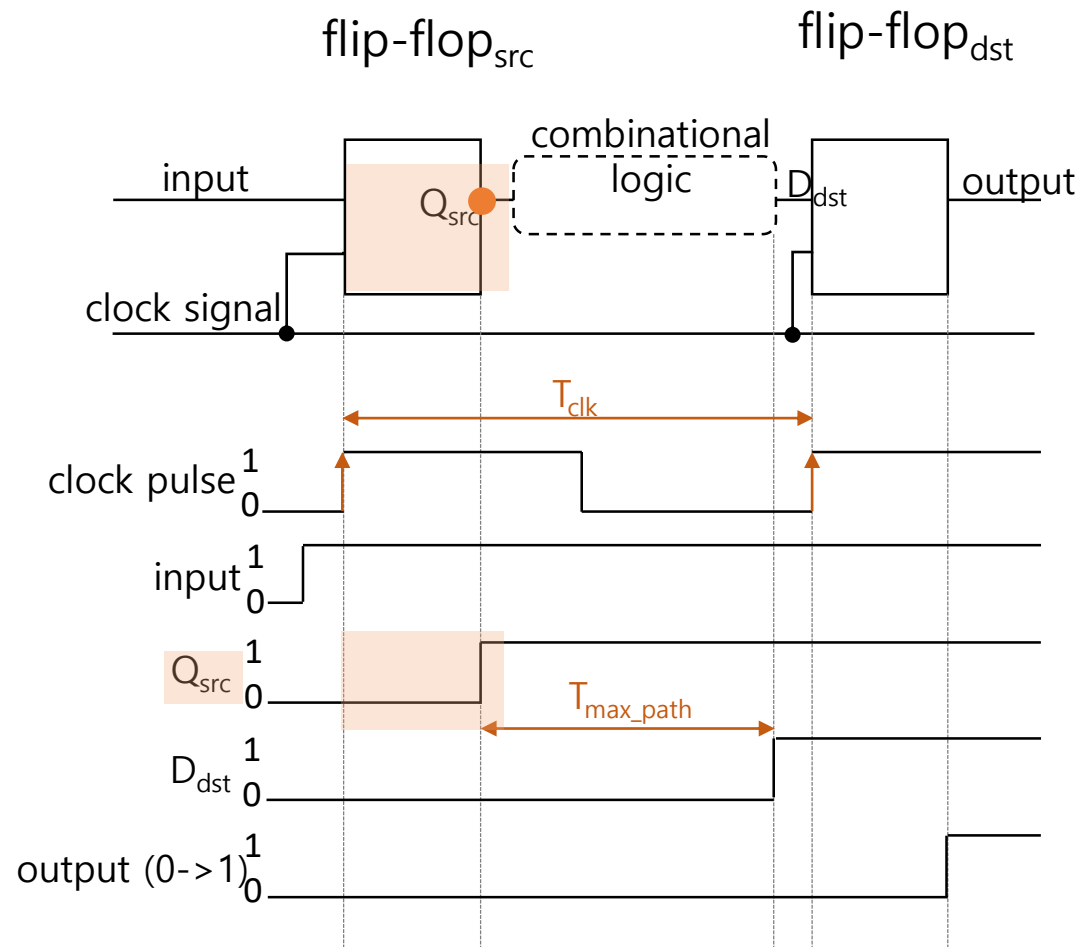 flip-flopsrc
flip-flopdst
combinational
logic
input
Qsrc
Ddst
output
clock signal
Tclk
clock pulse
1
0
input
1
0
Qsrc
1
0
Tmax_path
Ddst
1
0
output (0->1)
1
0